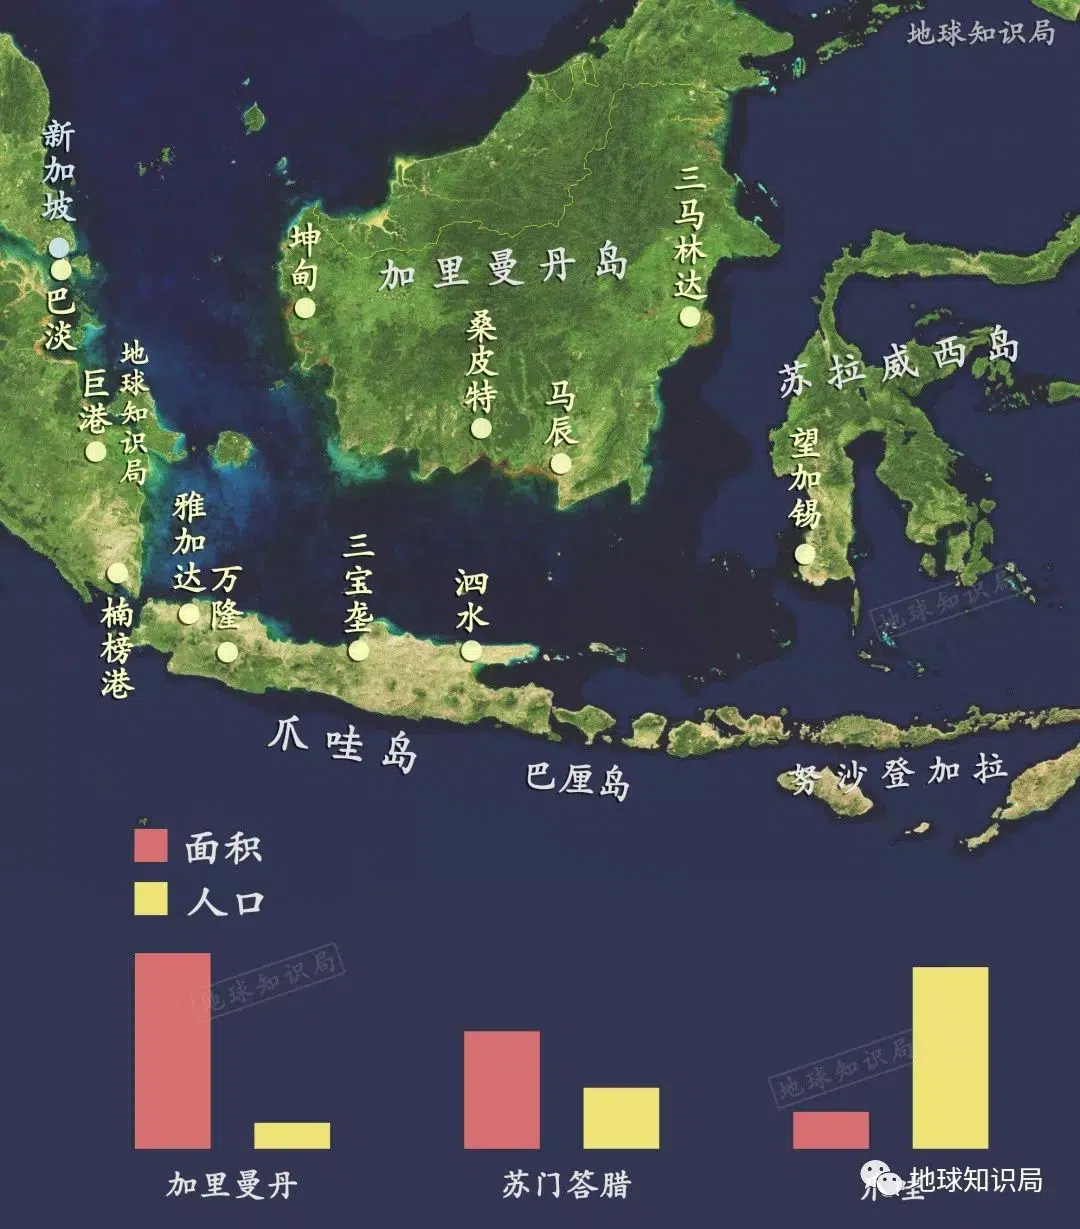 地球知识局
新加坡
三马林达
坤甸
加里曼丹岛
巴淡
桑皮特
苏拉威西岛
地球知识局
巨港
马辰
望加锡
雅加达
万隆
三宝垄
泗水
地球知识局
楠榜港
爪哇岛
巴厘岛
努沙登加拉
面积
人口
地球知识局
地球知识局
加里曼丹
苏门答腊
地球知识局